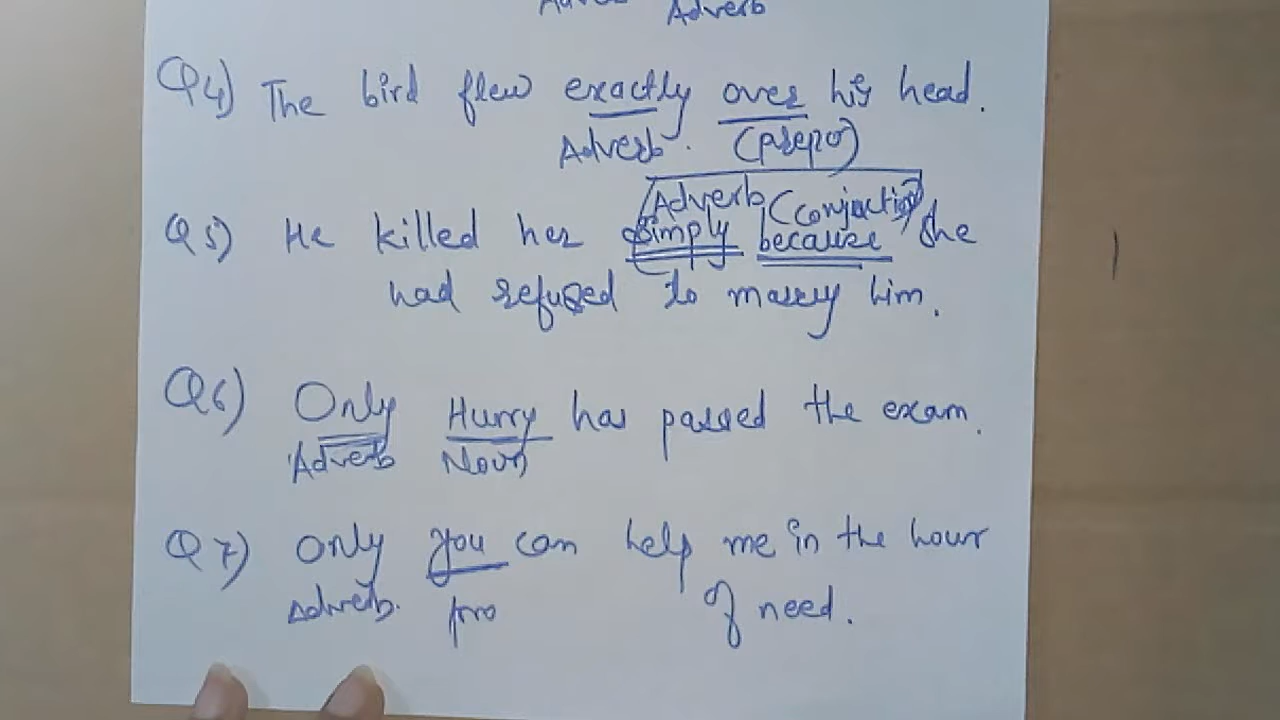 Adverb
Q4) The bird flew exactly over his head.
Adverb. (prepo)
Adverb (conjection)
Q5) He killed her simply because she
had refused to marry him.
Q6) Only Hurry has passed the exam.
Adverb Noun
Q7) Only you can help me in the hour
Adverb. pro of need.